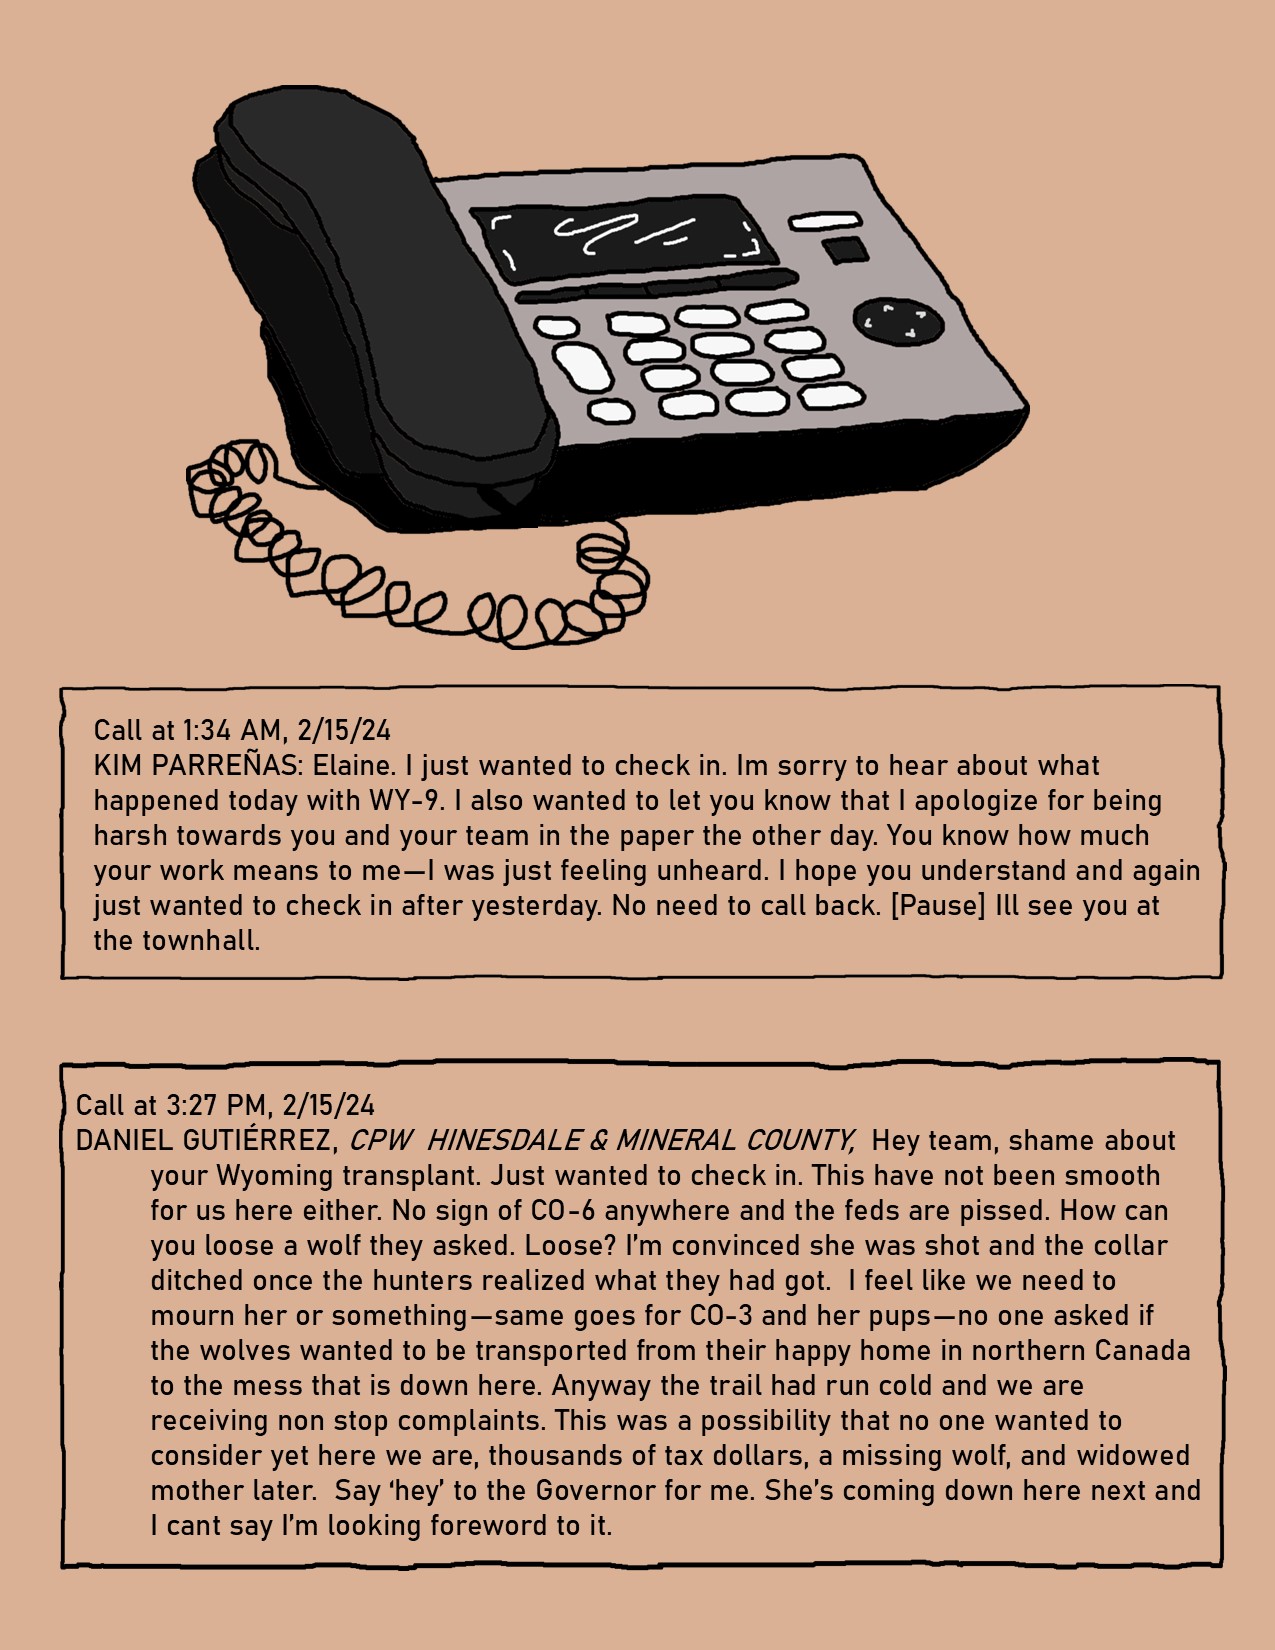 Call at 1:34 AM, 2/15/24
KIM PARREÑAS: Elaine. I just wanted to check in. Im sorry to hear about what
happened today with WY-9. I also wanted to let you know that I apologize for being
harsh towards you and your team in the paper the other day. You know how much
your work means to me—I was just feeling unheard. I hope you understand and again
just wanted to check in after yesterday. No need to call back. [Pause] Ill see you at
the townhall.
Call at 3:27 PM, 2/15/24
DANIEL GUTIÉRREZ, CPW HINESDALE & MINERAL COUNTY, Hey team, shame about
your Wyoming transplant. Just wanted to check in. This have not been smooth
for us here either. No sign of CO-6 anywhere and the feds are pissed. How can
you loose a wolf they asked. Loose? I’m convinced she was shot and the collar
ditched once the hunters realized what they had got. I feel like we need to
mourn her or something—same goes for CO-3 and her pups—no one asked if
the wolves wanted to be transported from their happy home in northern Canada
to the mess that is down here. Anyway the trail had run cold and we are
receiving non stop complaints. This was a possibility that no one wanted to
consider yet here we are, thousands of tax dollars, a missing wolf, and widowed
mother later. Say ‘hey’ to the Governor for me. She’s coming down here next and
I cant say I’m looking foreword to it.